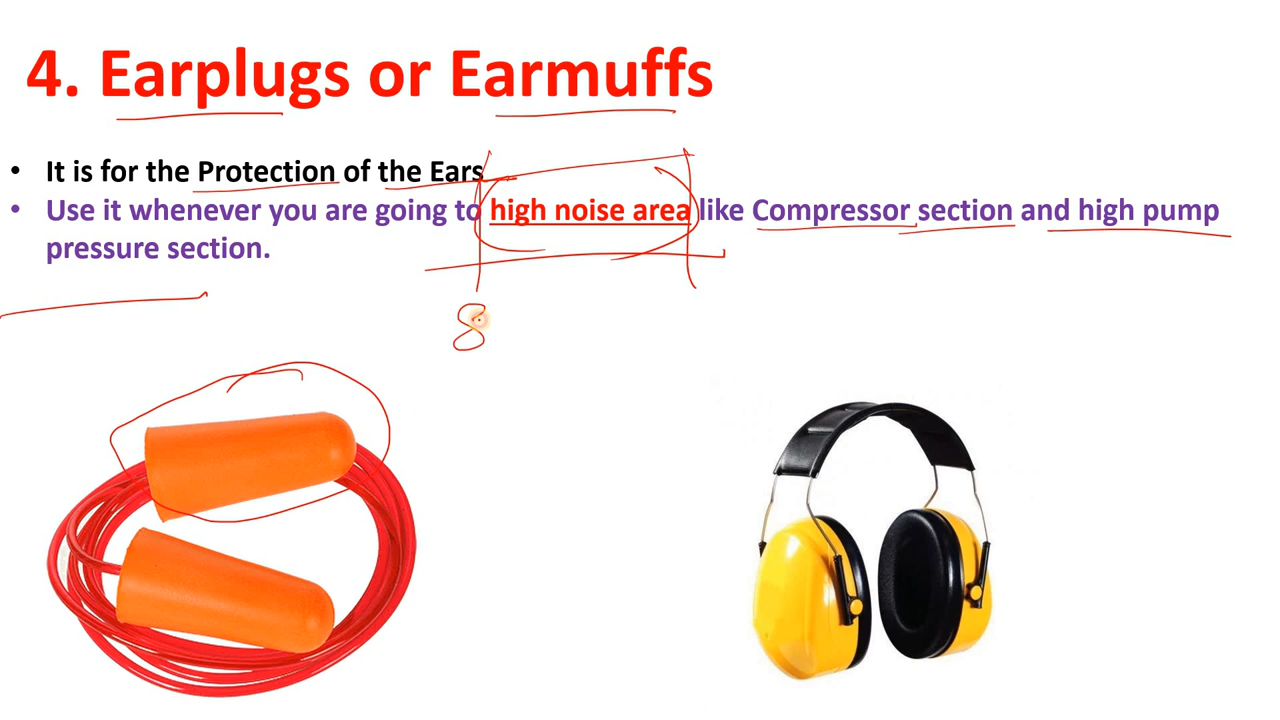 4. Earplugs or Earmuffs
• It is for the Protection of the Ears
• Use it whenever you are going to high noise area like Compressor section and high pump
pressure section.
8